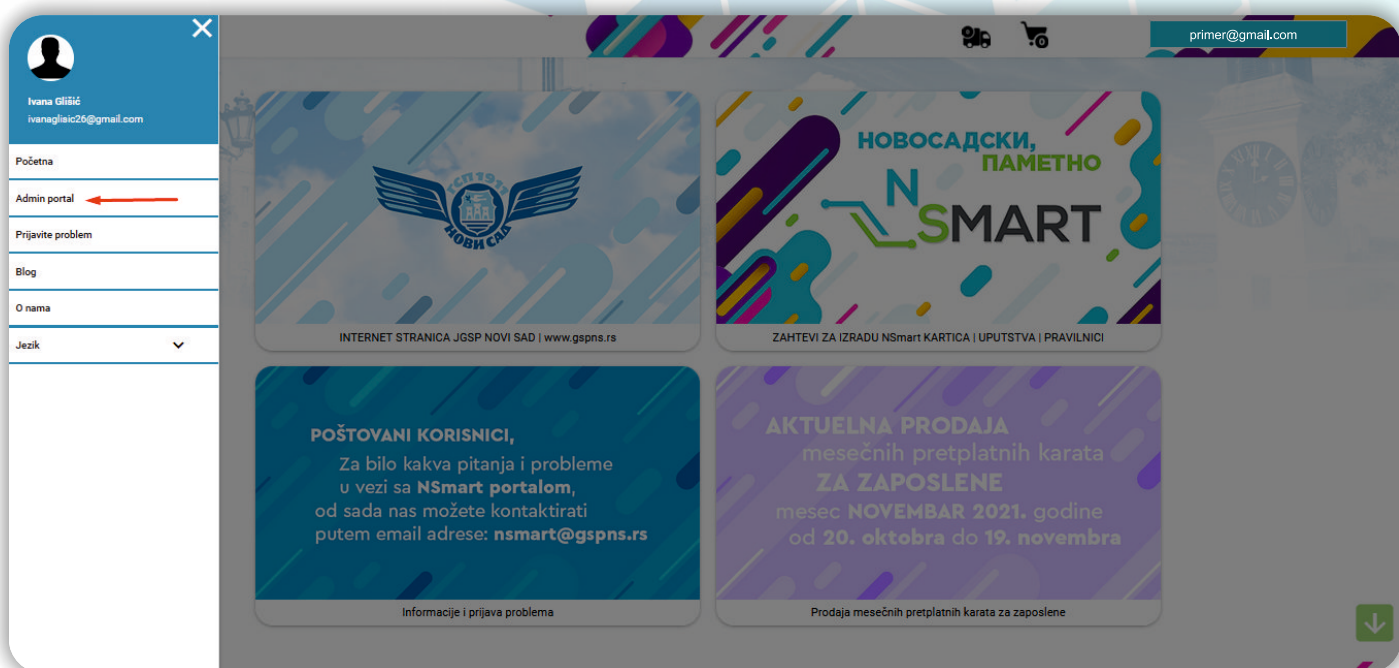 primer@gmail.com
Ivana Glišić
ivanaglisic26@gmail.com
Početna
Admin portal
Prijavite problem
Blog
O nama
Jezik
ГСП 1911
НОВИ САД
INTERNET STRANICA JGSP NOVI SAD | www.gspns.rs
НОВОСАДСКИ,
ПАМЕТНО
NSMART
ZAHTEVI ZA IZRADU NSmart KARTICA | UPUTSTVA | PRAVILNICI
POŠTOVANI KORISNICI,
Za bilo kakva pitanja i probleme
u vezi sa NSmart portalom,
od sada nas možete kontaktirati
putem email adrese: nsmart@gspns.rs
Informacije i prijava problema
AKTUELNA PRODAJA
mesečnih pretplatnih karata
ZA ZAPOSLENE
mesec NOVEMBAR 2021. godine
od 20. oktobra do 19. novembra
Prodaja mesečnih pretplatnih karata za zaposlene